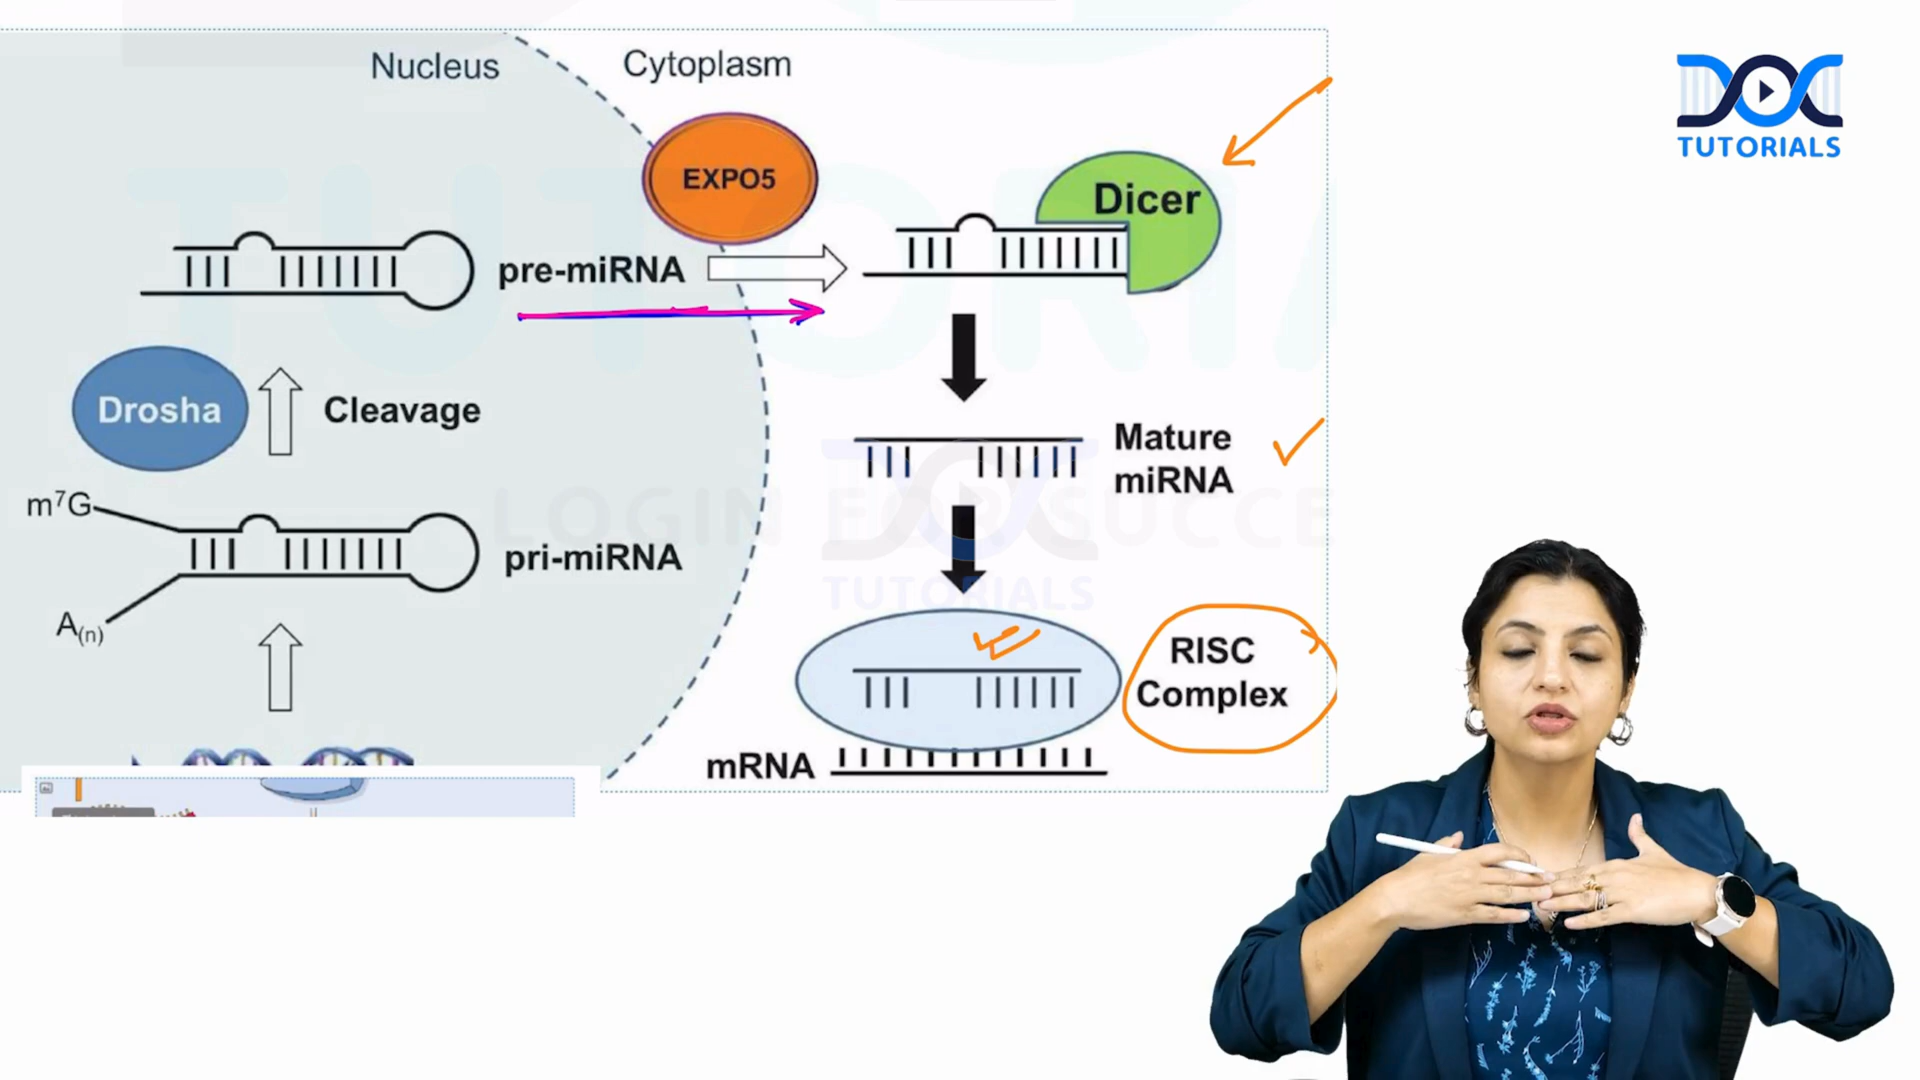 Nucleus
Cytoplasm
EXPO5
Dicer
pre-miRNA
Drosha
Cleavage
Mature
miRNA
m⁷G
pri-miRNA
A(n)
RISC
Complex
mRNA
TUTORIALS
LOGIN FOR SUCCE
TUTORIALS